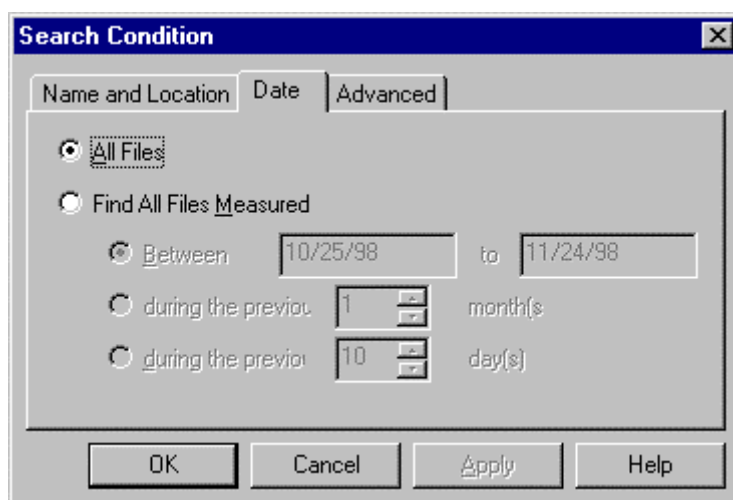 Search Condition
Name and Location Date Advanced
All Files
Find All Files Measured
Between 10/25/98 to 11/24/98
during the previou 1 month(s
during the previou 10 day(s)
OK Cancel Apply Help